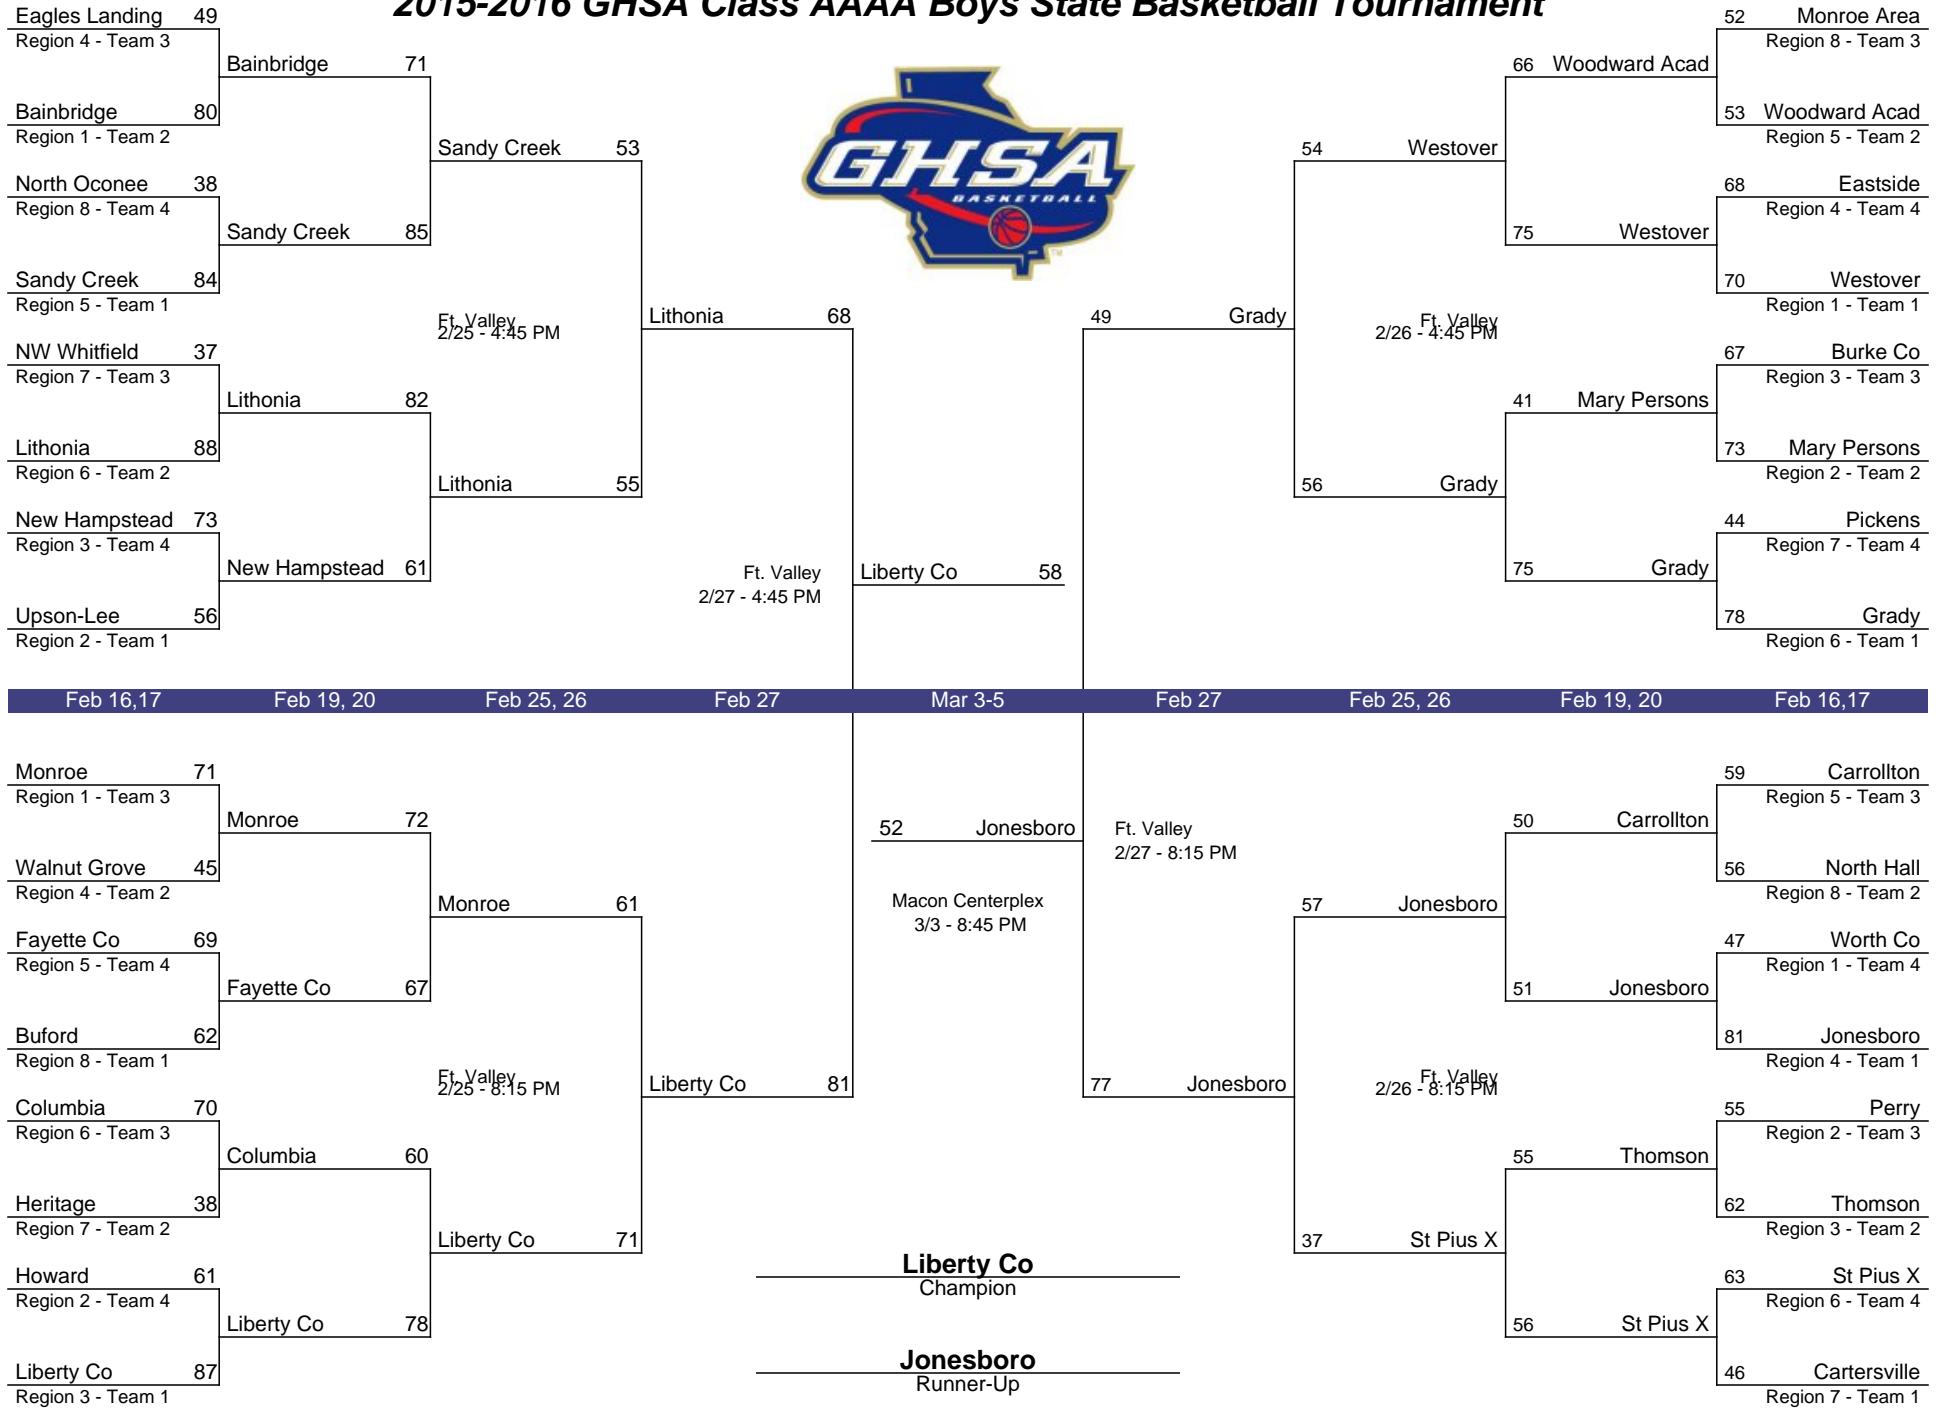 2015-2016 GHSA Class AAAA Boys State Basketball Tournament
Eagles Landing 49
Region 4 - Team 3
Bainbridge 80
Region 1 - Team 2
North Oconee 38
Region 8 - Team 4
Sandy Creek 84
Region 5 - Team 1
NW Whitfield 37
Region 7 - Team 3
Lithonia 88
Region 6 - Team 2
New Hampstead 73
Region 3 - Team 4
Upson-Lee 56
Region 2 - Team 1
Bainbridge 71
Sandy Creek 85
Lithonia 82
New Hampstead 61
Sandy Creek 53
Ft. Valley
2/25 - 4:45 PM
Lithonia 55
Lithonia 68
Ft. Valley
2/27 - 4:45 PM
GHSA
BASKETBALL
TM
Liberty Co 58
49 Grady
54 Westover
Ft. Valley
2/26 - 4:45 PM
56 Grady
66 Woodward Acad
75 Westover
41 Mary Persons
75 Grady
52 Monroe Area
Region 8 - Team 3
53 Woodward Acad
Region 5 - Team 2
68 Eastside
Region 4 - Team 4
70 Westover
Region 1 - Team 1
67 Burke Co
Region 3 - Team 3
73 Mary Persons
Region 2 - Team 2
44 Pickens
Region 7 - Team 4
78 Grady
Region 6 - Team 1
Feb 16,17 Feb 19, 20 Feb 25, 26 Feb 27 Mar 3-5 Feb 27 Feb 25, 26 Feb 19, 20 Feb 16,17
Monroe 71
Region 1 - Team 3
Walnut Grove 45
Region 4 - Team 2
Fayette Co 69
Region 5 - Team 4
Buford 62
Region 8 - Team 1
Columbia 70
Region 6 - Team 3
Heritage 38
Region 7 - Team 2
Howard 61
Region 2 - Team 4
Liberty Co 87
Region 3 - Team 1
Monroe 72
Fayette Co 67
Columbia 60
Liberty Co 78
Monroe 61
Ft. Valley
2/25 - 8:15 PM
Liberty Co 71
Liberty Co 81
52 Jonesboro
Macon Centerplex
3/3 - 8:45 PM
Ft. Valley
2/27 - 8:15 PM
77 Jonesboro
57 Jonesboro
Ft. Valley
2/26 - 8:15 PM
37 St Pius X
50 Carrollton
51 Jonesboro
55 Thomson
56 St Pius X
59 Carrollton
Region 5 - Team 3
56 North Hall
Region 8 - Team 2
47 Worth Co
Region 1 - Team 4
81 Jonesboro
Region 4 - Team 1
55 Perry
Region 2 - Team 3
62 Thomson
Region 3 - Team 2
63 St Pius X
Region 6 - Team 4
46 Cartersville
Region 7 - Team 1
Liberty Co
Champion
Jonesboro
Runner-Up